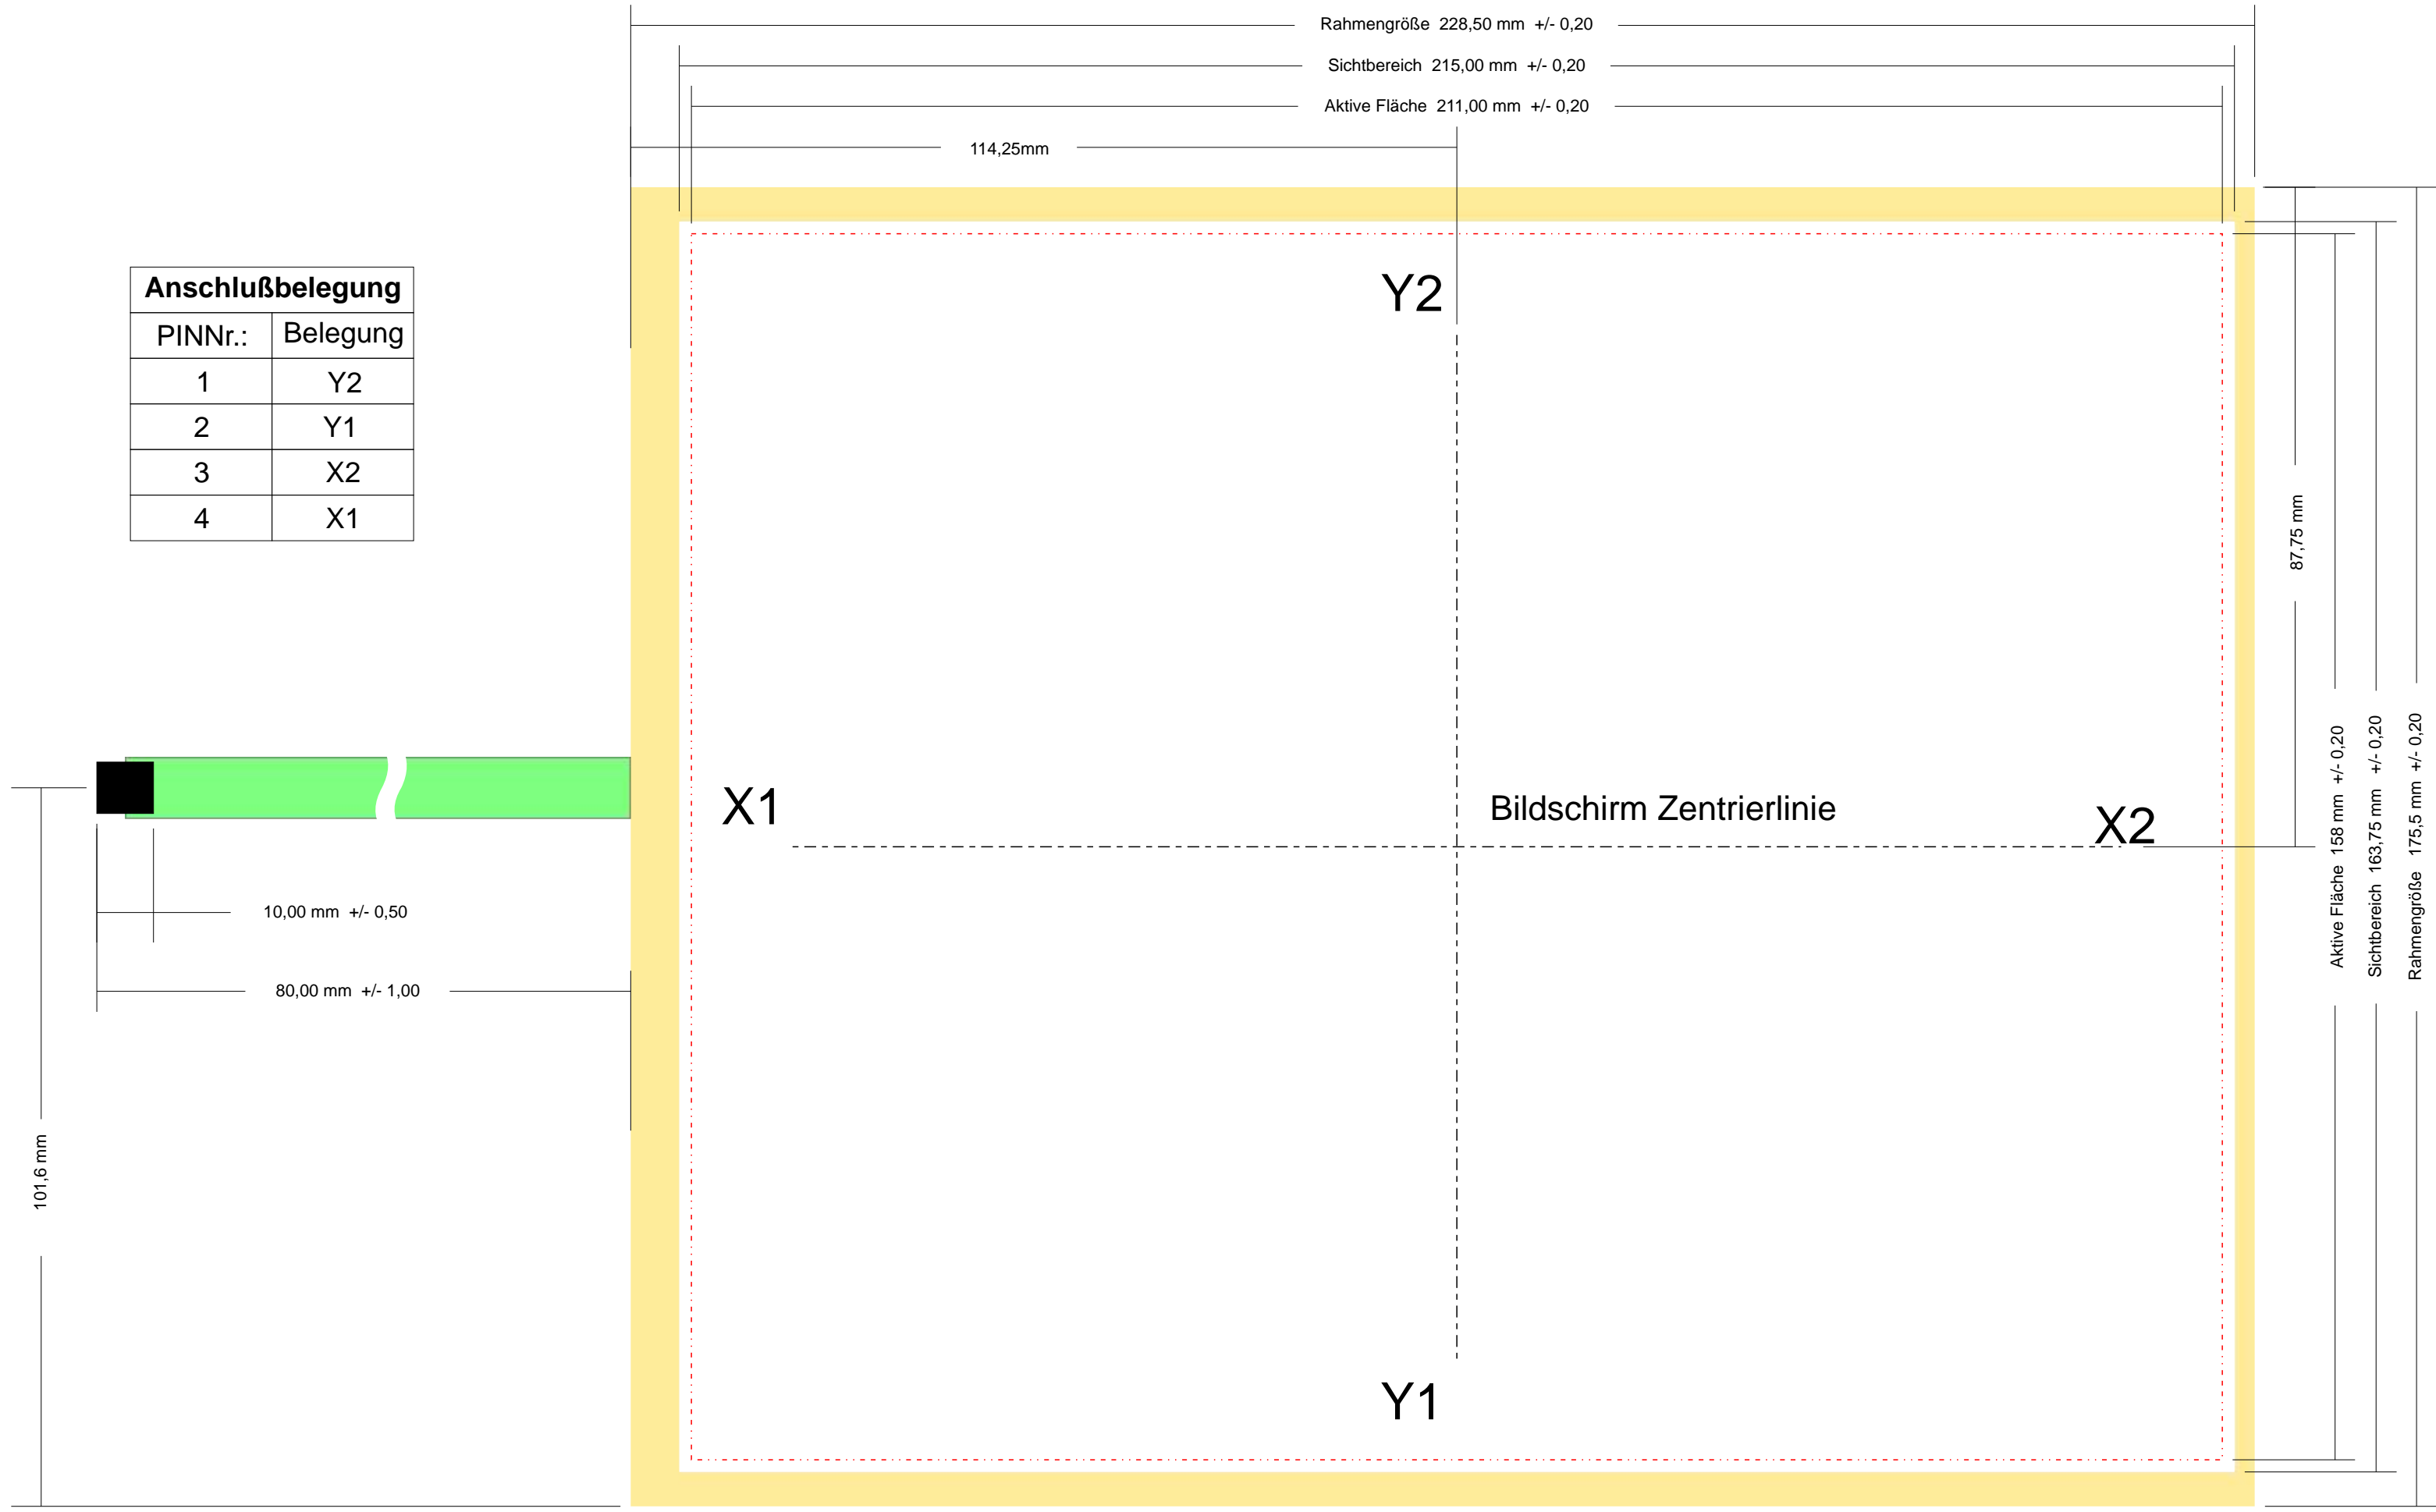 Rahmengröße 228,50 mm +/- 0,20
Sichtbereich 215,00 mm +/- 0,20
Aktive Fläche 211,00 mm +/- 0,20
114,25mm
Anschlußbelegung
PINNr.: Belegung
1 Y2
2 Y1
3 X2
4 X1
Y2
87,75 mm
X1
Bildschirm Zentrierlinie
X2
Aktive Fläche 158 mm +/- 0,20
Sichtbereich 163,75 mm +/- 0,20
Rahmengröße 175,5 mm +/- 0,20
10,00 mm +/- 0,50
80,00 mm +/- 1,00
101,6 mm
Y1